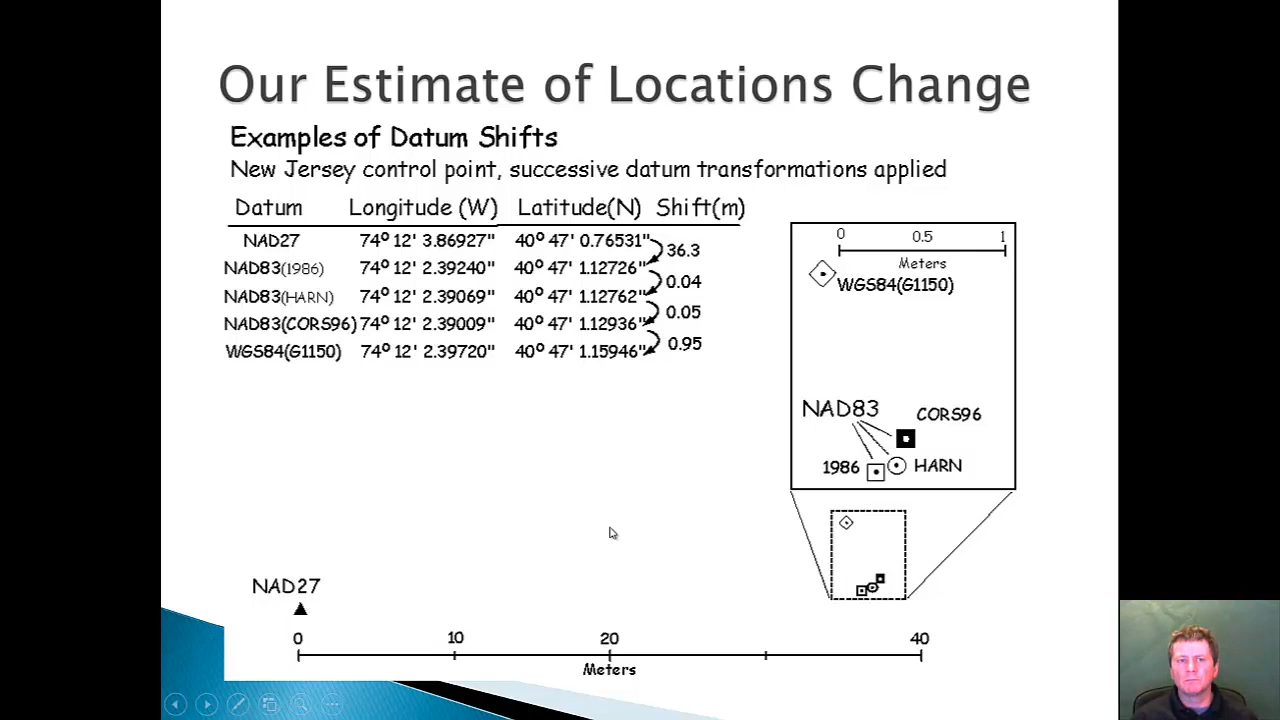 Our Estimate of Locations Change
Examples of Datum Shifts
New Jersey control point, successive datum transformations applied
Datum Longitude (W) Latitude(N) Shift(m)
NAD27 74º 12' 3.86927" 40º 47' 0.76531"
36.3
NAD83(1986) 74º 12' 2.39240" 40º 47' 1.12726"
0.04
NAD83(HARN) 74º 12' 2.39069" 40º 47' 1.12762"
0.05
NAD83(CORS96) 74º 12' 2.39009" 40º 47' 1.12936"
0.95
WGS84(G1150) 74º 12' 2.39720" 40º 47' 1.15946"
0 0.5 1
Meters
WGS84(G1150)
NAD83
CORS96
1986
HARN
NAD27
0 10 20 40
Meters